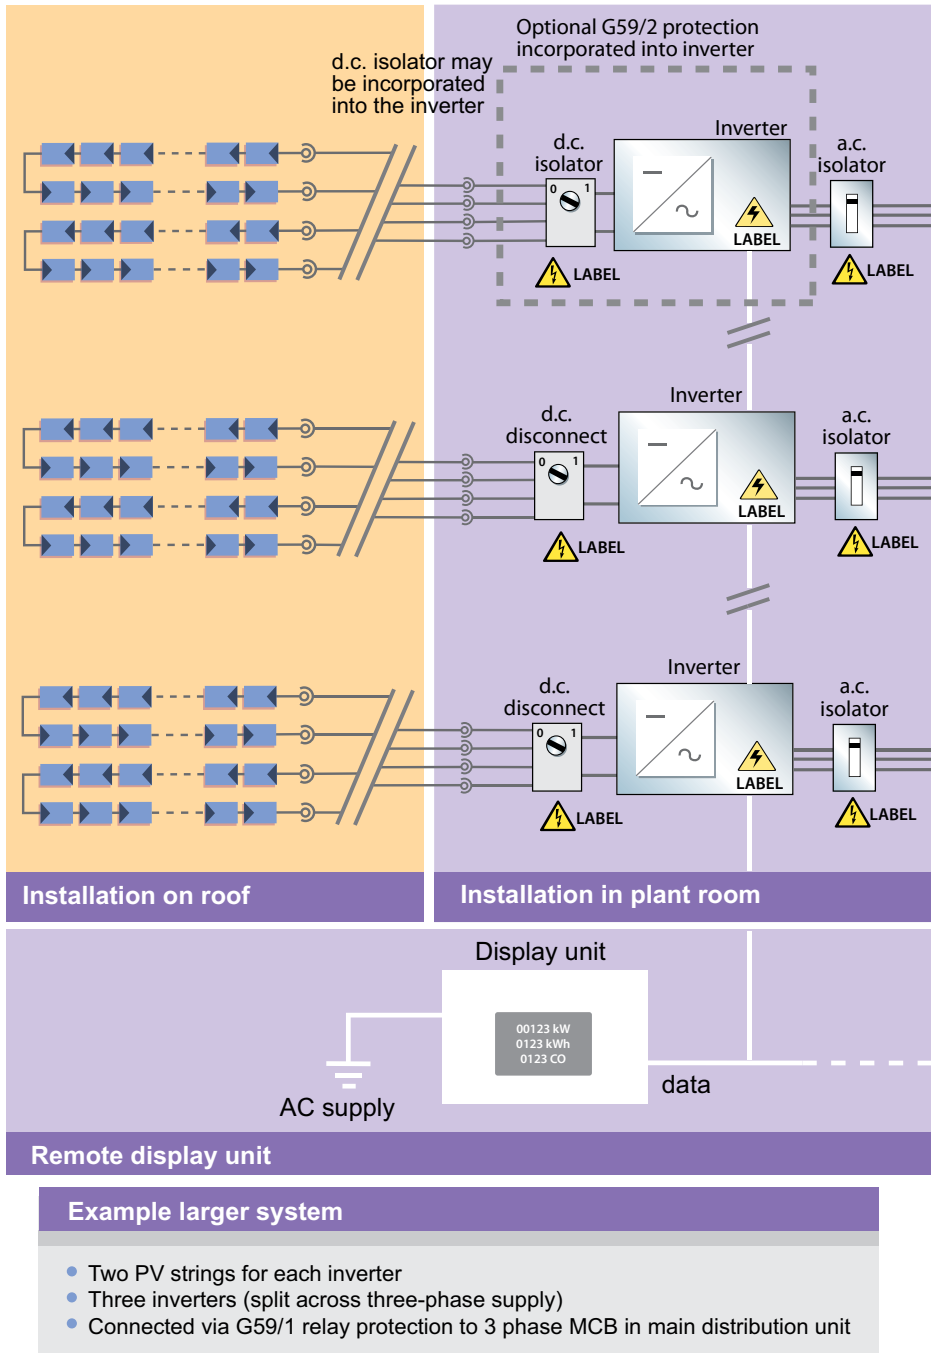 Optional G59/2 protection
incorporated into inverter
d.c. isolator may
be incorporated
into the inverter
d.c.
isolator
0 1
LABEL
Inverter
LABEL
a.c.
isolator
LABEL
d.c.
disconnect
0 1
LABEL
Inverter
LABEL
a.c.
isolator
LABEL
d.c.
disconnect
0 1
LABEL
Inverter
LABEL
a.c.
isolator
LABEL
Installation on roof
Installation in plant room
Display unit
00123 kW
0123 kWh
0123 CO
data
AC supply
Remote display unit
Example larger system
Two PV strings for each inverter
Three inverters (split across three-phase supply)
Connected via G59/1 relay protection to 3 phase MCB in main distribution unit